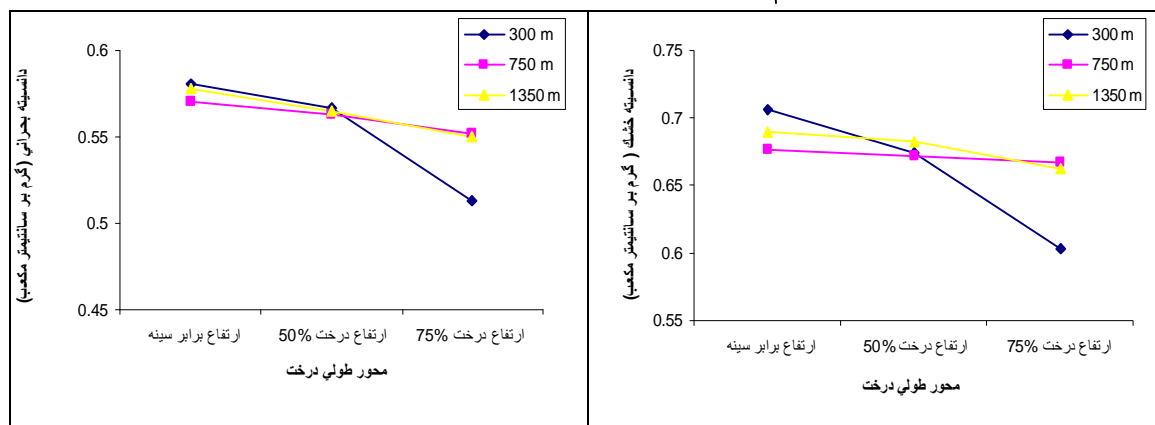 300 m
750 m
1350 m
0.6
0.55
0.5
0.45
دانسيته بحراني (گرم بر سانتيمتر مكعب)
ارتفاع برابر سينه
50% ارتفاع درخت
75% ارتفاع درخت
محور طولي درخت
300 m
750 m
1350 m
0.75
0.7
0.65
0.6
0.55
دانسيته خشك ( گرم بر سانتيمتر مكعب)
ارتفاع برابر سينه
50% ارتفاع درخت
75% ارتفاع درخت
محور طولي درخت